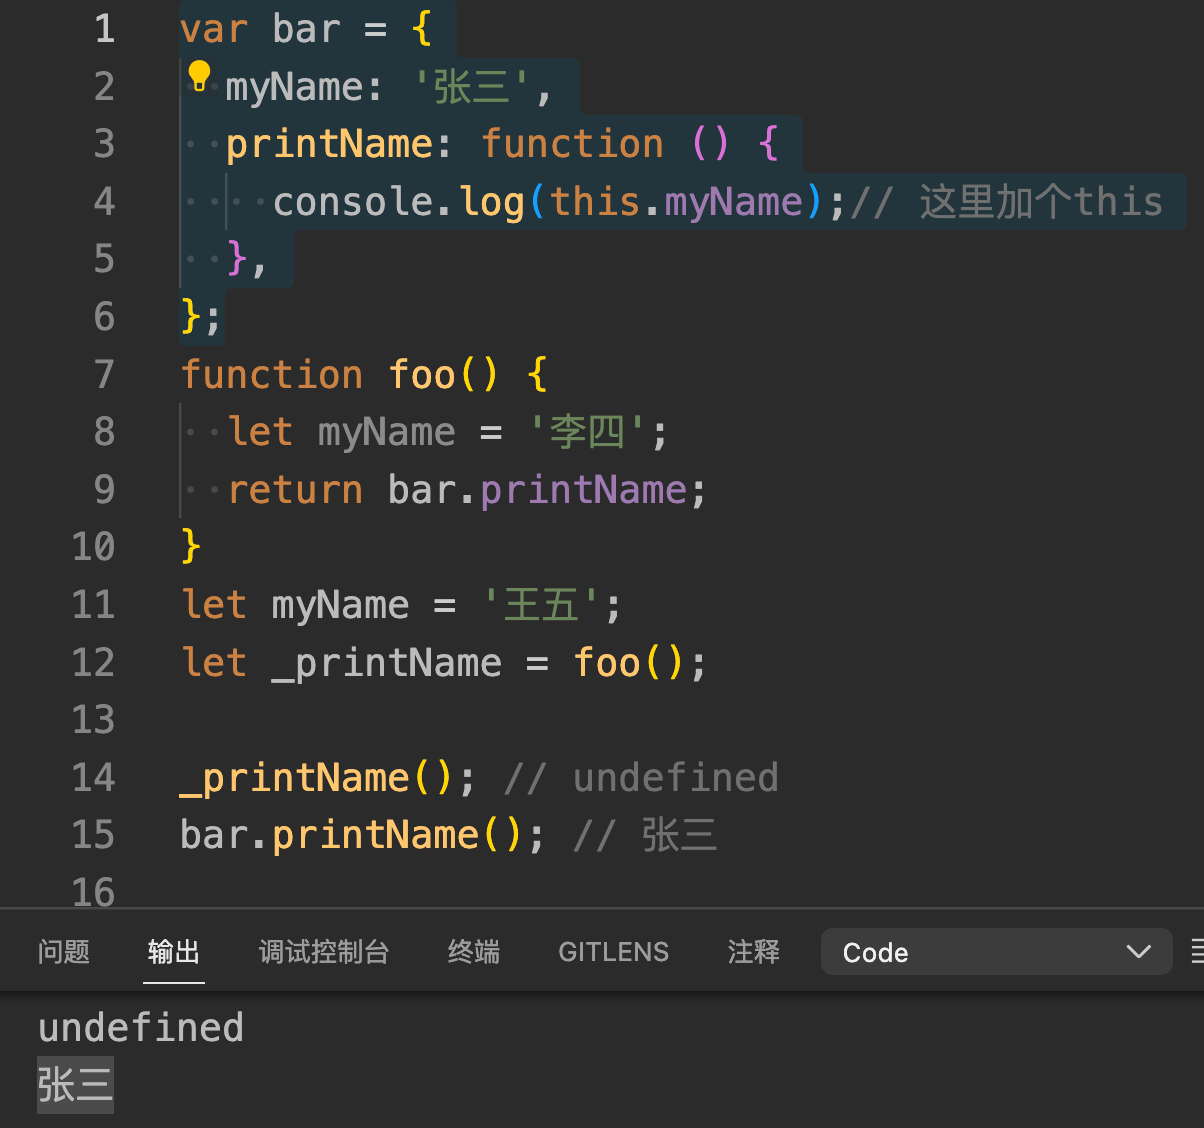 1 var bar = {
2 myName: '张三',
3 printName: function () {
4 console.log(this.myName);// 这里加个this
5 },
6 };
7 function foo() {
8 let myName = '李四';
9 return bar.printName;
10 }
11 let myName = '王五';
12 let _printName = foo();
13
14 _printName(); // undefined
15 bar.printName(); // 张三
16
问题 输出 调试控制台 终端 GITLENS 注释 Code
undefined
张三